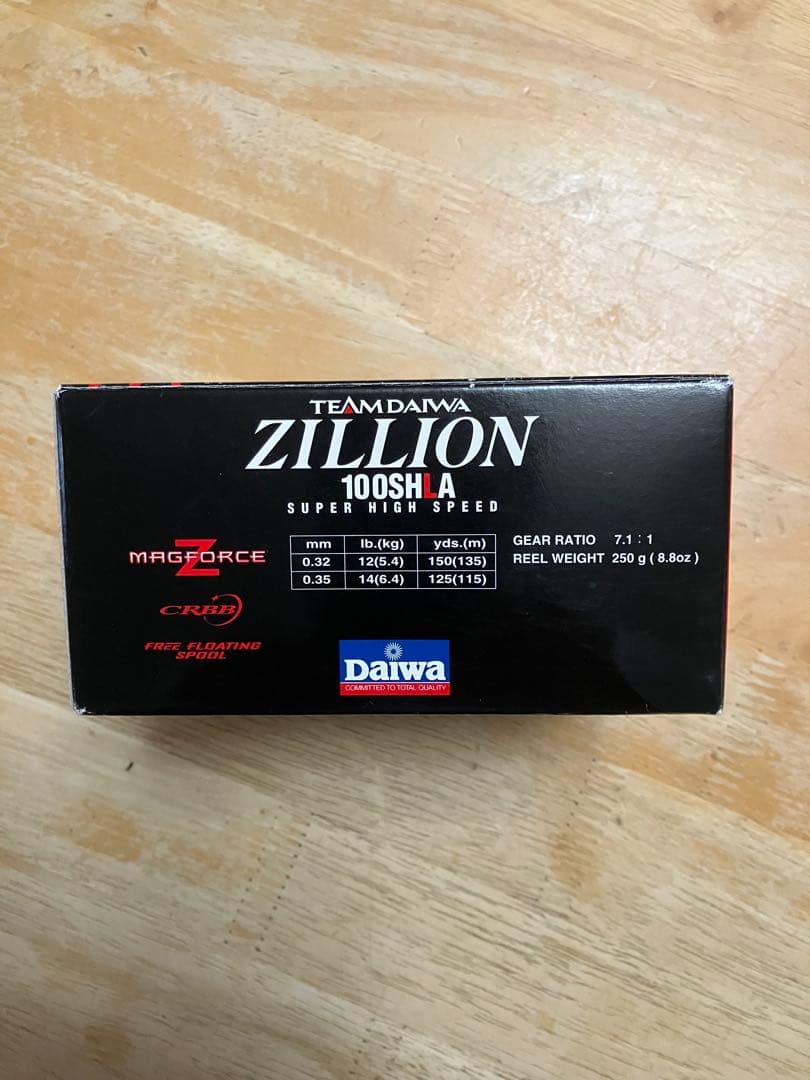 TEAM DAIWA
ZILLION
100SHLA
SUPER HIGH SPEED
MAGFORCE Z
CRBB
FREE FLOATING
SPOOL
mm lb.(kg) yds.(m)
0.32 12(5.4) 150(135)
0.35 14(6.4) 125(115)
GEAR RATIO 7.1 : 1
REEL WEIGHT 250 g ( 8.8oz )
Daiwa
COMMITTED TO TOTAL QUALITY